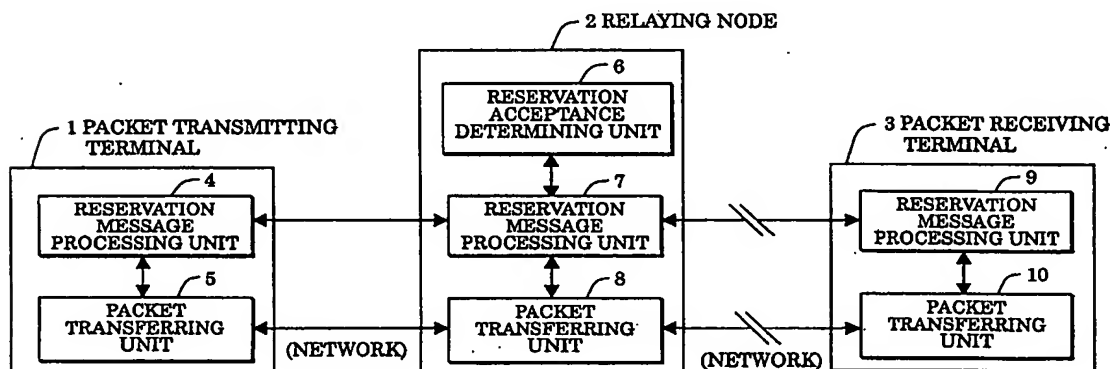 2 RELAYING NODE
6
RESERVATION
ACCEPTANCE
DETERMINING UNIT
1 PACKET TRANSMITTING
TERMINAL
3 PACKET RECEIVING
TERMINAL
4
RESERVATION
MESSAGE
PROCESSING UNIT
7
RESERVATION
MESSAGE
PROCESSING UNIT
9
RESERVATION
MESSAGE
PROCESSING UNIT
5
PACKET
TRANSFERRING
UNIT
(NETWORK)
8
PACKET
TRANSFERRING
UNIT
(NETWORK)
10
PACKET
TRANSFERRING
UNIT